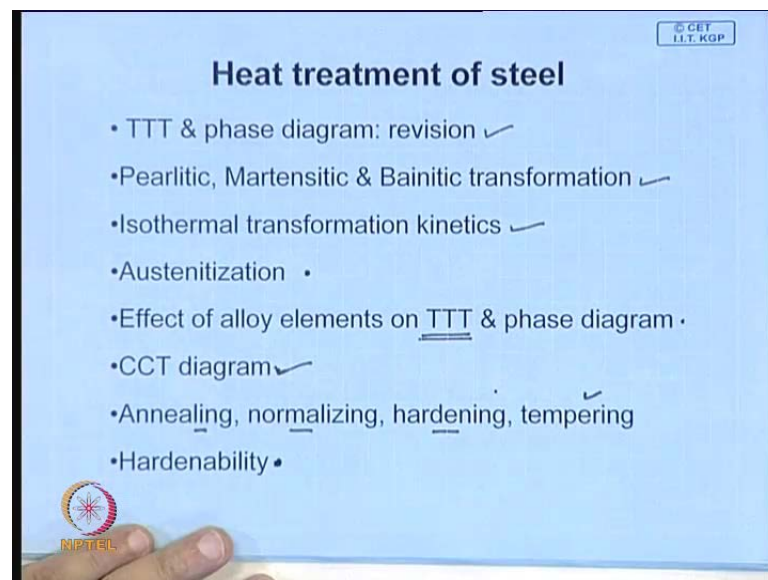 © CET
I.I.T. KGP
Heat treatment of steel
• TTT & phase diagram: revision
•Pearlitic, Martensitic & Bainitic transformation
•Isothermal transformation kinetics
•Austenitization
•Effect of alloy elements on TTT & phase diagram
•CCT diagram
•Annealing, normalizing, hardening, tempering
•Hardenability
NPTEL